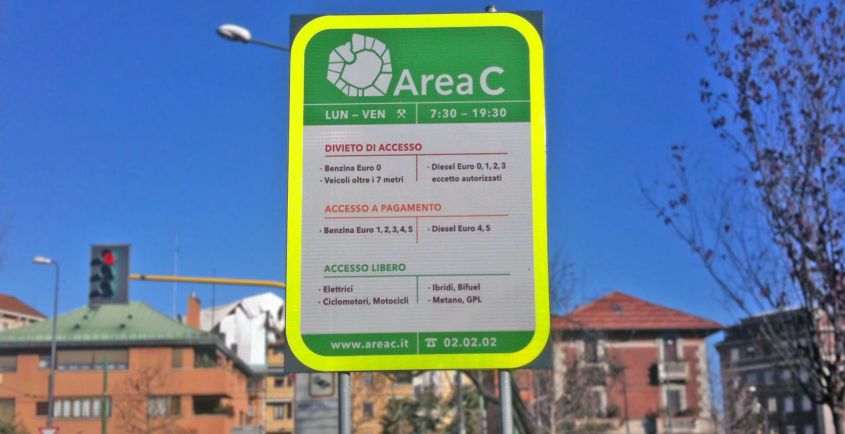 Area C
LUN – VEN ⚒ 7:30 – 19:30
DIVIETO DI ACCESSO
· Benzina Euro 0
· Veicoli oltre i 7 metri
· Diesel Euro 0, 1, 2, 3
eccetto autorizzati
ACCESSO A PAGAMENTO
· Benzina Euro 1, 2, 3, 4, 5
· Diesel Euro 4, 5
ACCESSO LIBERO
· Elettrici
· Ciclomotori, Motocicli
· Ibridi, Bifuel
· Metano, GPL
www.areac.it ☎ 02.02.02